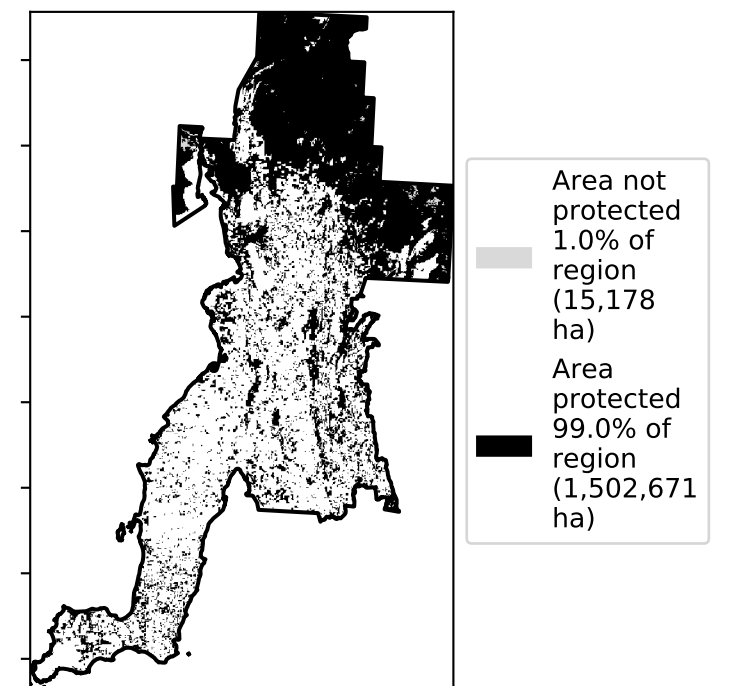 Area not
protected
1.0% of
region
(15,178
ha)
Area
protected
99.0% of
region
(1,502,671
ha)